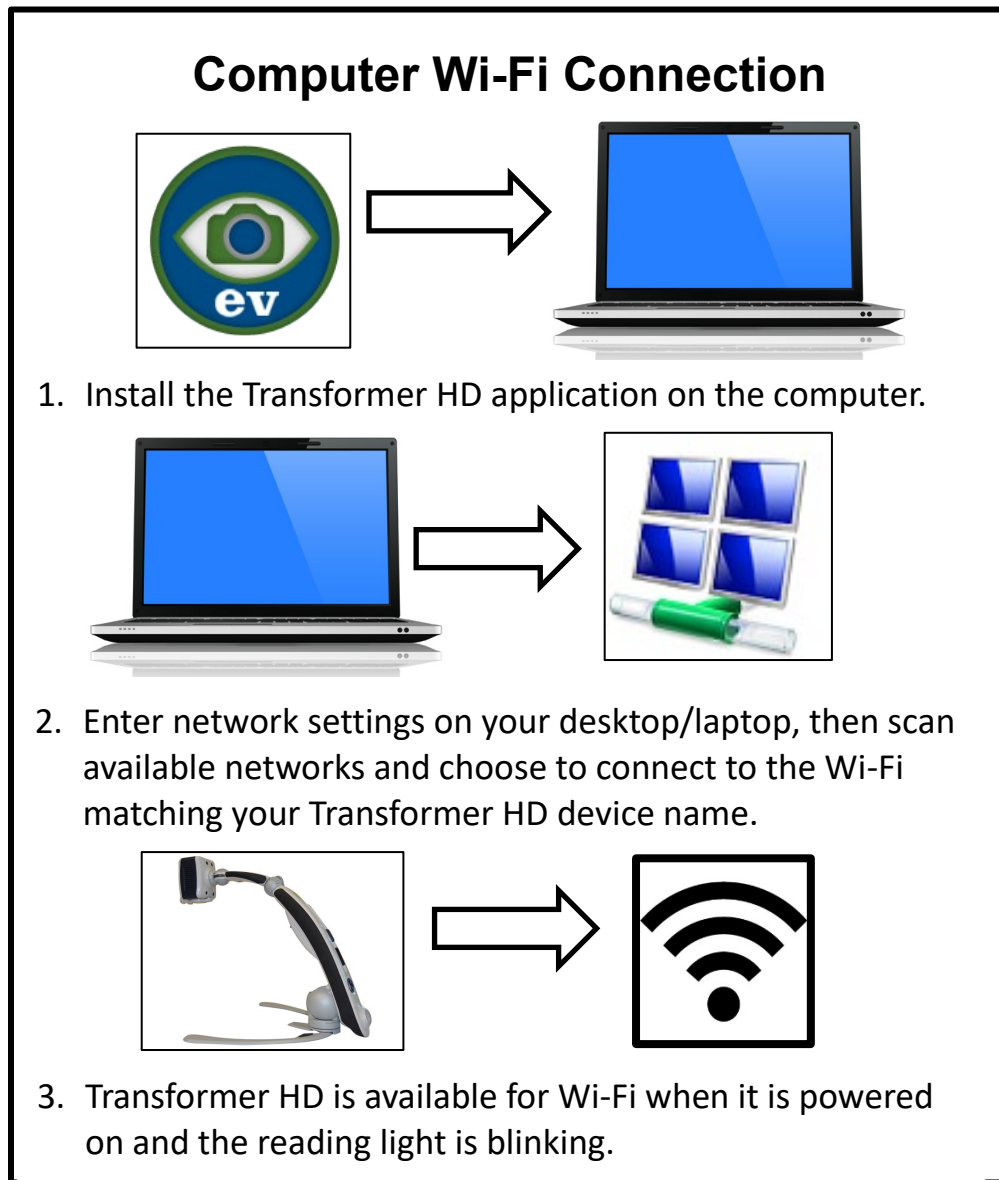 Computer Wi-Fi Connection
ev
1. Install the Transformer HD application on the computer.
2. Enter network settings on your desktop/laptop, then scan
available networks and choose to connect to the Wi-Fi
matching your Transformer HD device name.
3. Transformer HD is available for Wi-Fi when it is powered
on and the reading light is blinking.